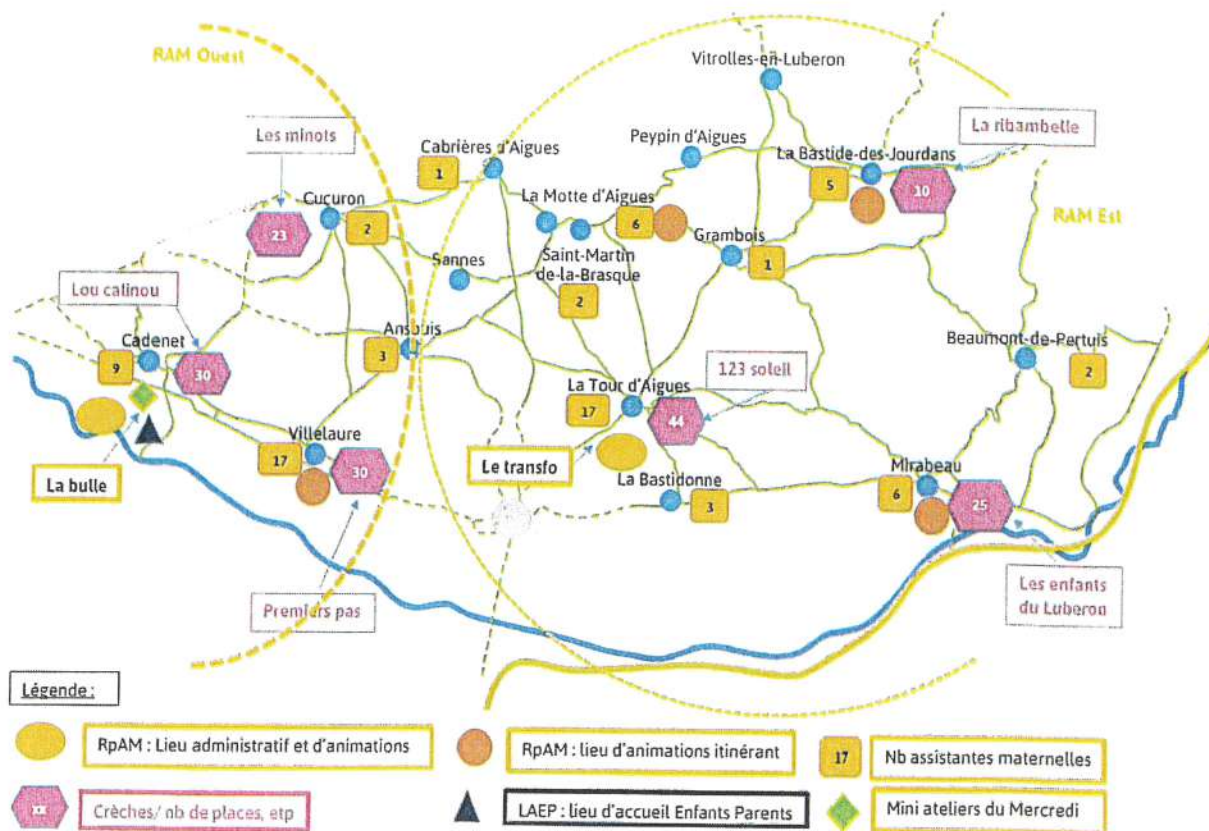 RAM Ouest
Vitrolles-en-Luberon
Les minots
Cabrières d'Aigues
Peypin d'Aigues
La ribambelle
La Bastide-des-Jourdans
1
Cucuron
La Motte d'Aigues
5
10
23
2
6
Grambois
RAM Est
Sannes
Saint-Martin
de-la-Brasque
1
Lou calinou
2
Cadenet
Ansouis
Beaumont-de-Pertuis
9
30
3
123 soleil
2
La Tour d'Aigues
17
44
Villelaure
Le transfo
Mirabeau
La bulle
17
30
La Bastidonne
3
6
25
Premiers pas
Les enfants
du Luberon
Légende :
RpAM : Lieu administratif et d'animations
RpAM : lieu d'animations itinérant
17
Nb assistantes maternelles
xx
Crèches/ nb de places, etp
LAEP : lieu d'accueil Enfants Parents
Mini ateliers du Mercredi